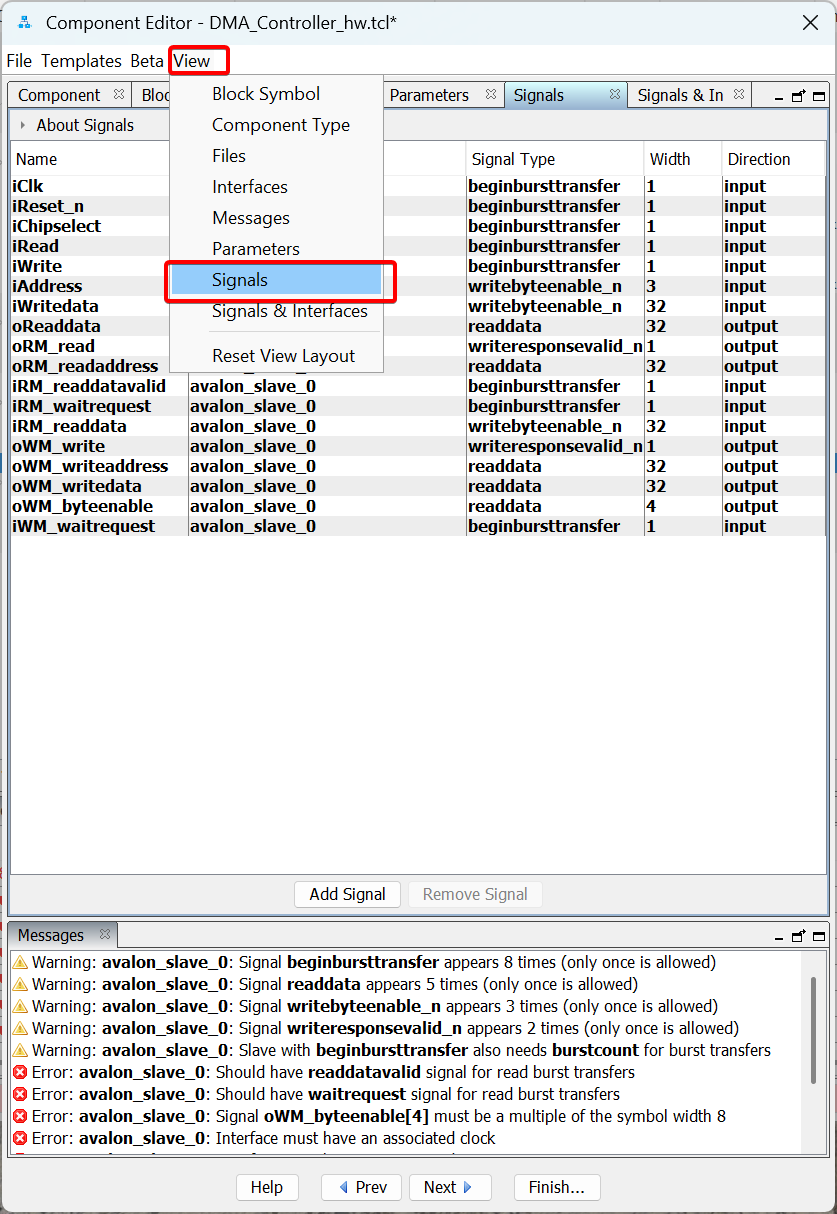 Component Editor - DMA_Controller_hw.tcl*
File Templates Beta View
Component Bloc Parameters Signals Signals & In
Block Symbol
Component Type
Files
Interfaces
Messages
Parameters
Signals
Signals & Interfaces
Reset View Layout
About Signals
Name Signal Type Width Direction
iClk beginbursttransfer 1 input
iReset_n beginbursttransfer 1 input
iChipselect beginbursttransfer 1 input
iRead beginbursttransfer 1 input
iWrite beginbursttransfer 1 input
iAddress writebyteenable_n 3 input
iWritedata writebyteenable_n 32 input
oReaddata readdata 32 output
oRM_read writeresponsevalid_n 1 output
oRM_readaddress readdata 32 output
iRM_readdatavalid avalon_slave_0 beginbursttransfer 1 input
iRM_waitrequest avalon_slave_0 beginbursttransfer 1 input
iRM_readdata avalon_slave_0 writebyteenable_n 32 input
oWM_write avalon_slave_0 writeresponsevalid_n 1 output
oWM_writeaddress avalon_slave_0 readdata 32 output
oWM_writedata avalon_slave_0 readdata 32 output
oWM_byteenable avalon_slave_0 readdata 4 output
iWM_waitrequest avalon_slave_0 beginbursttransfer 1 input
Add Signal Remove Signal
Messages
Warning: avalon_slave_0: Signal beginbursttransfer appears 8 times (only once is allowed)
Warning: avalon_slave_0: Signal readdata appears 5 times (only once is allowed)
Warning: avalon_slave_0: Signal writebyteenable_n appears 3 times (only once is allowed)
Warning: avalon_slave_0: Signal writeresponsevalid_n appears 2 times (only once is allowed)
Warning: avalon_slave_0: Slave with beginbursttransfer also needs burstcount for burst transfers
Error: avalon_slave_0: Should have readdatavalid signal for read burst transfers
Error: avalon_slave_0: Should have waitrequest signal for read burst transfers
Error: avalon_slave_0: Signal oWM_byteenable[4] must be a multiple of the symbol width 8
Error: avalon_slave_0: Interface must have an associated clock
Help Prev Next Finish...